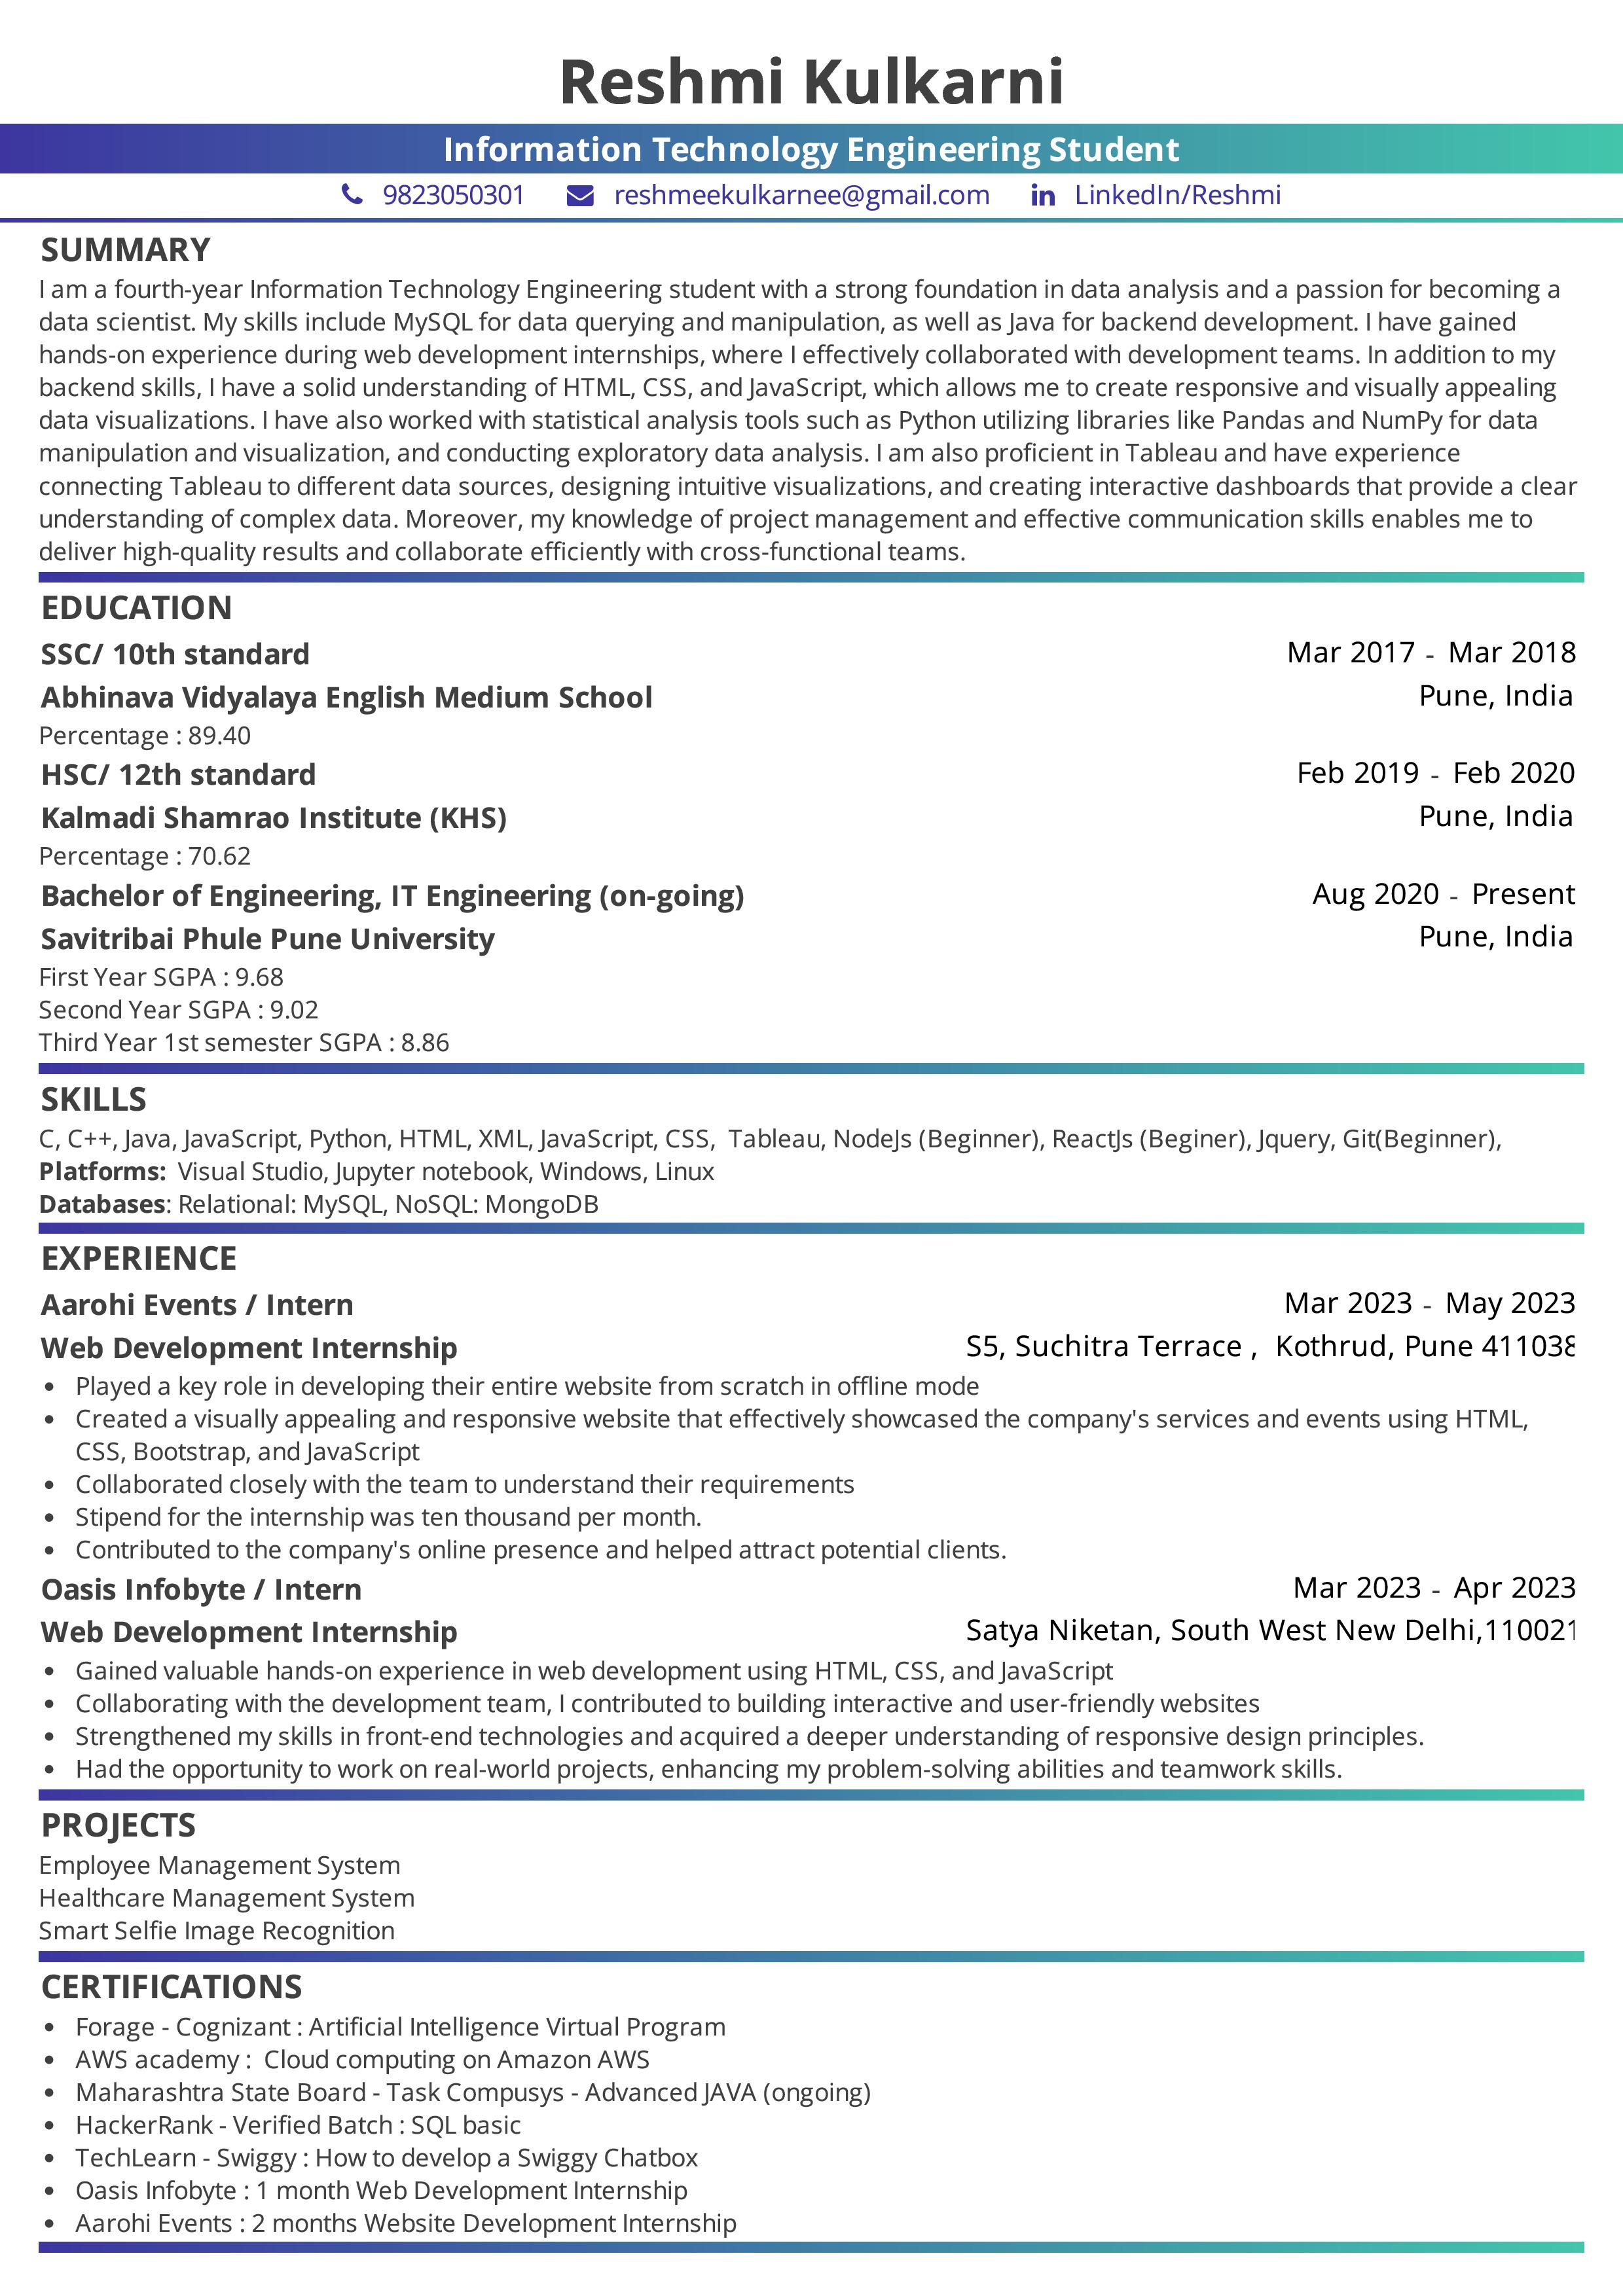 Reshmi Kulkarni
Information Technology Engineering Student
9823050301 reshmeekulkarnee@gmail.com LinkedIn/Reshmi
SUMMARY
I am a fourth-year Information Technology Engineering student with a strong foundation in data analysis and a passion for becoming a
data scientist. My skills include MySQL for data querying and manipulation, as well as Java for backend development. I have gained
hands-on experience during web development internships, where I effectively collaborated with development teams. In addition to my
backend skills, I have a solid understanding of HTML, CSS, and JavaScript, which allows me to create responsive and visually appealing
data visualizations. I have also worked with statistical analysis tools such as Python utilizing libraries like Pandas and NumPy for data
manipulation and visualization, and conducting exploratory data analysis. I am also proficient in Tableau and have experience
connecting Tableau to different data sources, designing intuitive visualizations, and creating interactive dashboards that provide a clear
understanding of complex data. Moreover, my knowledge of project management and effective communication skills enables me to
deliver high-quality results and collaborate efficiently with cross-functional teams.
EDUCATION
SSC/ 10th standard Mar 2017 - Mar 2018
Abhinava Vidyalaya English Medium School Pune, India
Percentage : 89.40
HSC/ 12th standard Feb 2019 - Feb 2020
Kalmadi Shamrao Institute (KHS) Pune, India
Percentage : 70.62
Bachelor of Engineering, IT Engineering (on-going) Aug 2020 - Present
Savitribai Phule Pune University Pune, India
First Year SGPA : 9.68
Second Year SGPA : 9.02
Third Year 1st semester SGPA : 8.86
SKILLS
C, C++, Java, JavaScript, Python, HTML, XML, JavaScript, CSS, Tableau, NodeJs (Beginner), ReactJs (Beginer), Jquery, Git(Beginner),
Platforms: Visual Studio, Jupyter notebook, Windows, Linux
Databases: Relational: MySQL, NoSQL: MongoDB
EXPERIENCE
Aarohi Events / Intern Mar 2023 - May 2023
Web Development Internship S5, Suchitra Terrace , Kothrud, Pune 411038
• Played a key role in developing their entire website from scratch in offline mode
• Created a visually appealing and responsive website that effectively showcased the company's services and events using HTML,
CSS, Bootstrap, and JavaScript
• Collaborated closely with the team to understand their requirements
• Stipend for the internship was ten thousand per month.
• Contributed to the company's online presence and helped attract potential clients.
Oasis Infobyte / Intern Mar 2023 - Apr 2023
Web Development Internship Satya Niketan, South West New Delhi,110021
• Gained valuable hands-on experience in web development using HTML, CSS, and JavaScript
• Collaborating with the development team, I contributed to building interactive and user-friendly websites
• Strengthened my skills in front-end technologies and acquired a deeper understanding of responsive design principles.
• Had the opportunity to work on real-world projects, enhancing my problem-solving abilities and teamwork skills.
PROJECTS
Employee Management System
Healthcare Management System
Smart Selfie Image Recognition
CERTIFICATIONS
• Forage - Cognizant : Artificial Intelligence Virtual Program
• AWS academy : Cloud computing on Amazon AWS
• Maharashtra State Board - Task Compusys - Advanced JAVA (ongoing)
• HackerRank - Verified Batch : SQL basic
• TechLearn - Swiggy : How to develop a Swiggy Chatbox
• Oasis Infobyte : 1 month Web Development Internship
• Aarohi Events : 2 months Website Development Internship